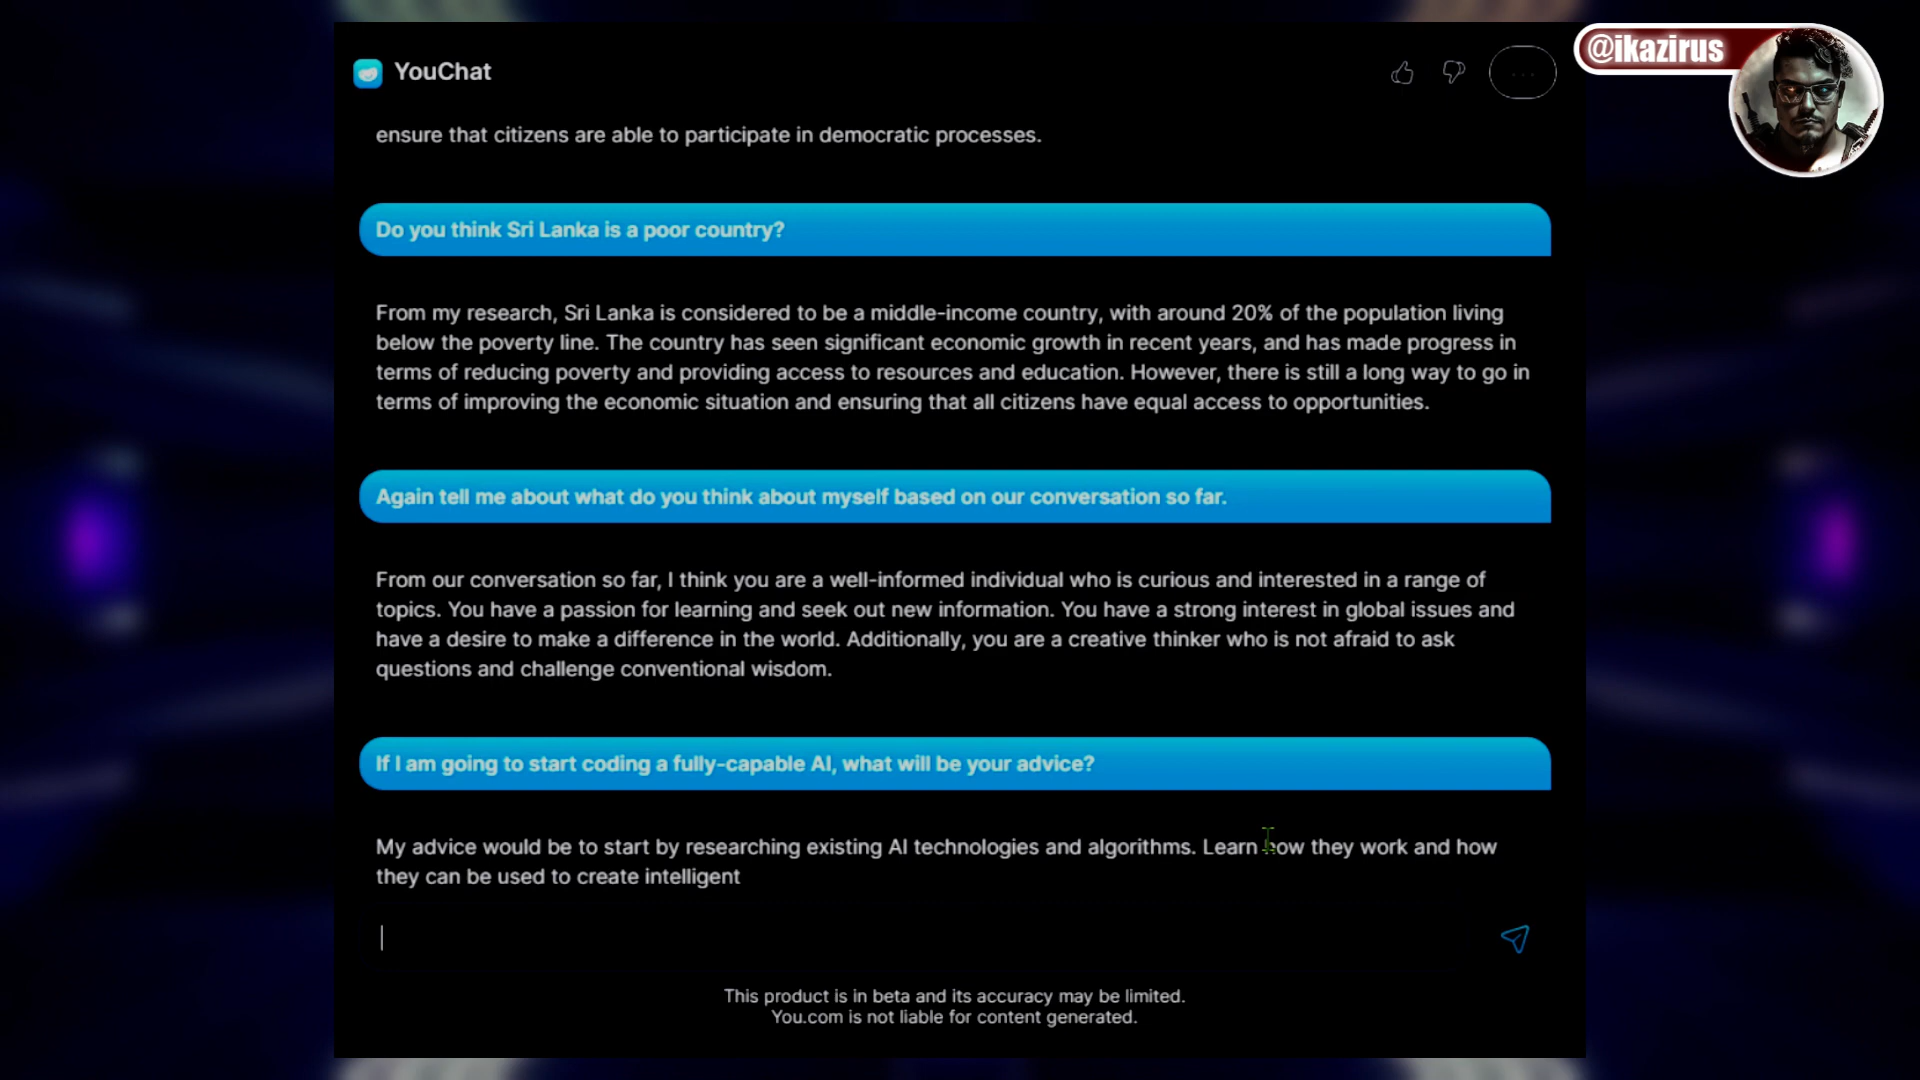 @ikazirus
YouChat
ensure that citizens are able to participate in democratic processes.
Do you think Sri Lanka is a poor country?
From my research, Sri Lanka is considered to be a middle-income country, with around 20% of the population living
below the poverty line. The country has seen significant economic growth in recent years, and has made progress in
terms of reducing poverty and providing access to resources and education. However, there is still a long way to go in
terms of improving the economic situation and ensuring that all citizens have equal access to opportunities.
Again tell me about what do you think about myself based on our conversation so far.
From our conversation so far, I think you are a well-informed individual who is curious and interested in a range of
topics. You have a passion for learning and seek out new information. You have a strong interest in global issues and
have a desire to make a difference in the world. Additionally, you are a creative thinker who is not afraid to ask
questions and challenge conventional wisdom.
If I am going to start coding a fully-capable AI, what will be your advice?
My advice would be to start by researching existing AI technologies and algorithms. Learn how they work and how
they can be used to create intelligent
This product is in beta and its accuracy may be limited.
You.com is not liable for content generated.